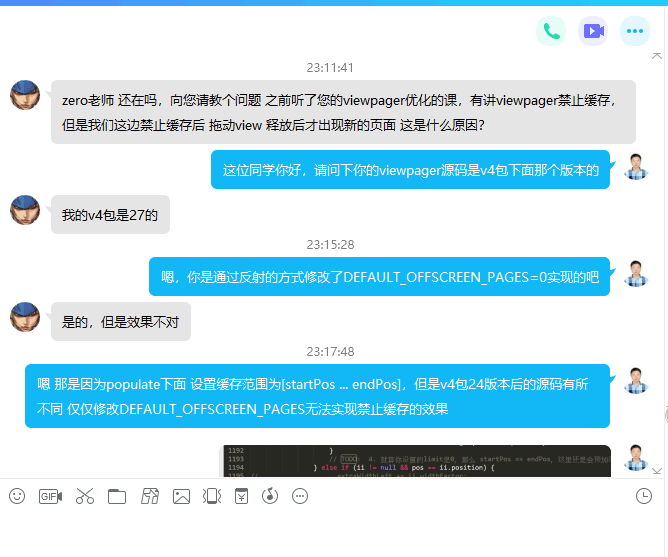 23:11:41
zero老师 还在吗，向您请教个问题 之前听了您的viewpager优化的课，有讲viewpager禁止缓存，
但是我们这边禁止缓存后 拖动view 释放后才出现新的页面 这是什么原因？
这位同学你好，请问下你的viewpager源码是v4包下面那个版本的
我的v4包是27的
23:15:28
嗯，你是通过反射的方式修改了DEFAULT_OFFSCREEN_PAGES=0实现的吧
是的，但是效果不对
23:17:48
嗯 那是因为populate下面 设置缓存范围为[startPos ... endPos]，但是v4包24版本后的源码有所
不同 仅仅修改DEFAULT_OFFSCREEN_PAGES无法实现禁止缓存的效果
1192 }
1193 // TODO: 4. 就算你设置的limit是0, 那么 startPos == endPos, 这里还是会
1194 } else if (ii != null && pos == ii.position) {
1195 // extraWidthLeft += ii.widthFactor;
GIF